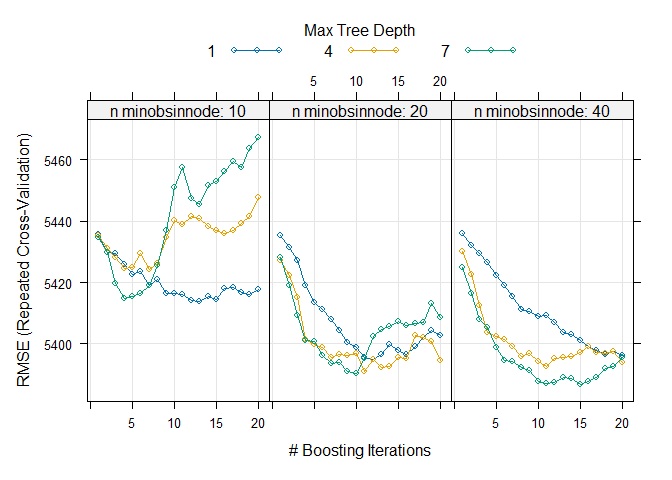 Max Tree Depth
1 4 7
5 10 15 20
n minobsinnode: 10 n minobsinnode: 20 n minobsinnode: 40
5460
5440
5420
5400
RMSE (Repeated Cross-Validation)
5 10 15 20 5 10 15 20
# Boosting Iterations